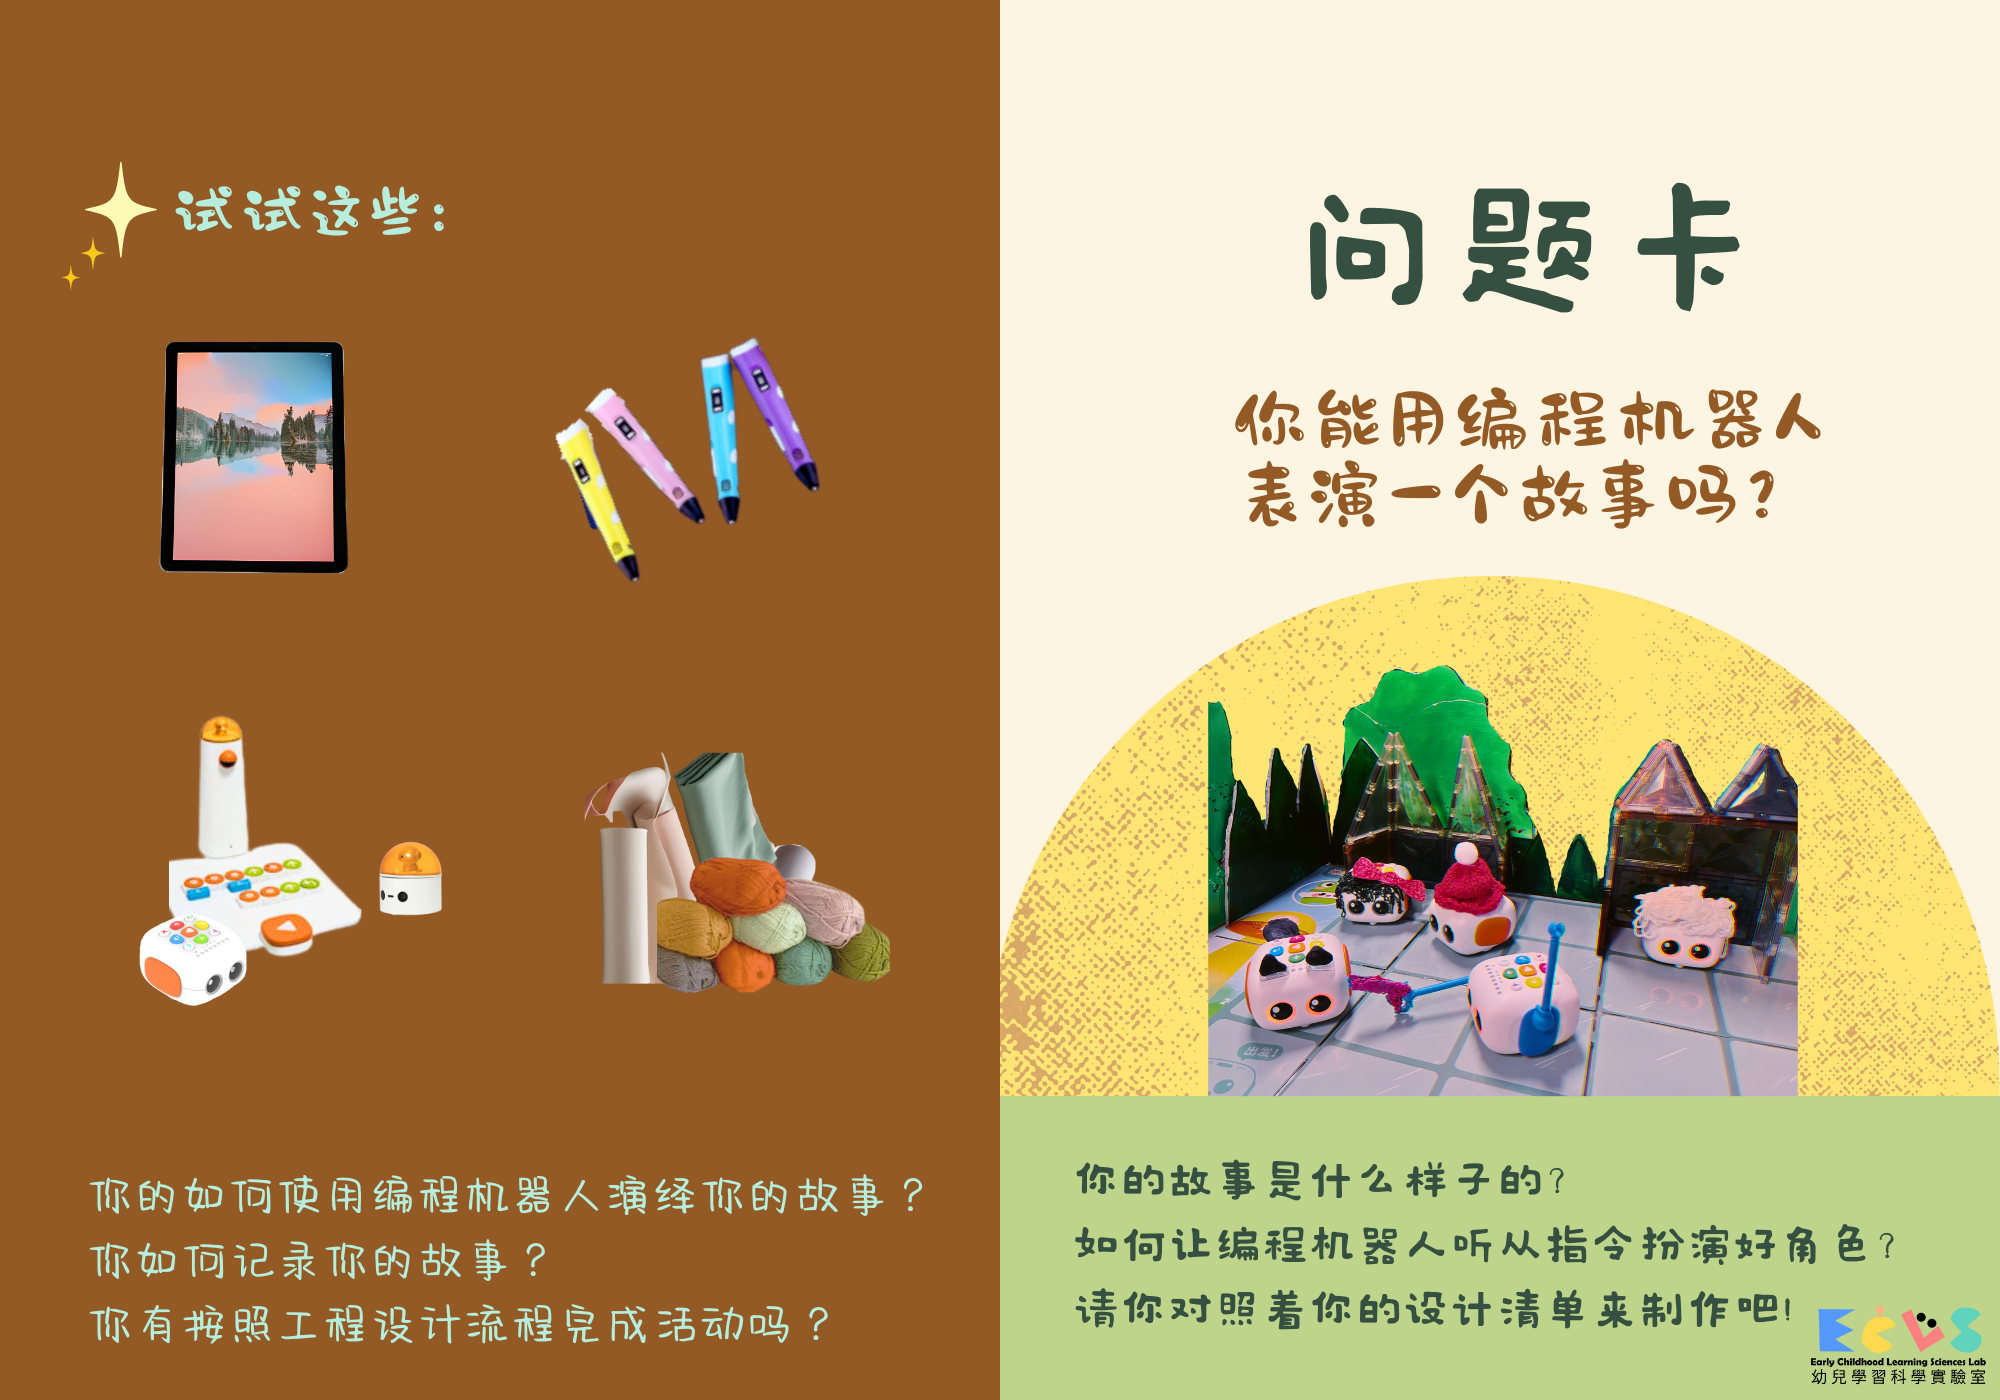 试试这些：
你的如何使用编程机器人演绎你的故事？
你如何记录你的故事？
你有按照工程设计流程完成活动吗？
问题卡
你能用编程机器人
表演一个故事吗？
出发！
你的故事是什么样子的？
如何让编程机器人听从指令扮演好角色？
请你对照着你的设计清单来制作吧！
ECLS
Early Childhood Learning Sciences Lab
幼兒學習科學實驗室